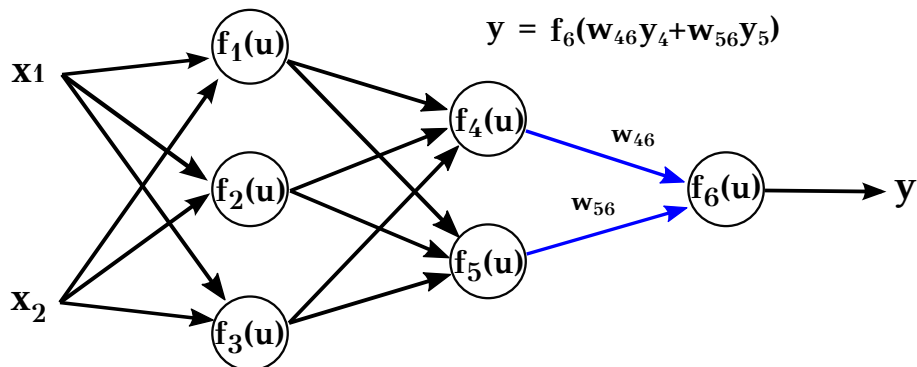 f₁(u)
y = f₆(w₄₆y₄+w₅₆y₅)
x1
f₄(u)
w₄₆
f₂(u)
f₆(u)
y
w₅₆
f₅(u)
x₂
f₃(u)